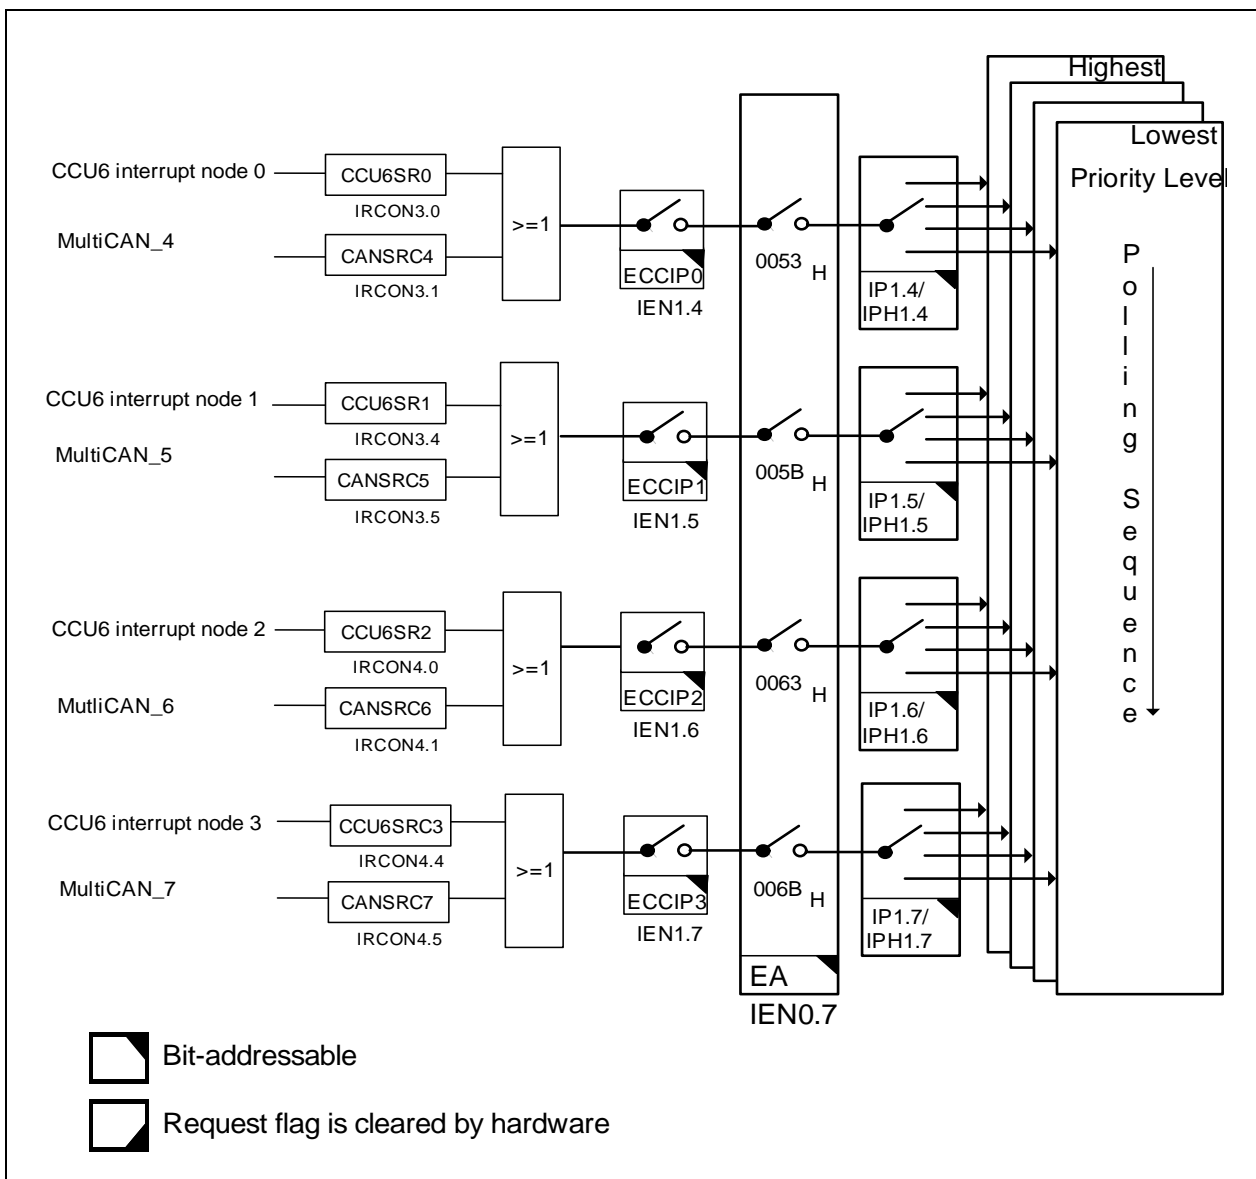 Highest
Lowest
Priority Level
CCU6 interrupt node 0
CCU6SR0
IRCON3.0
MultiCAN_4
CANSRC4
IRCON3.1
>=1
ECCIP0
IEN1.4
0053 H
IP1.4/
IPH1.4
CCU6 interrupt node 1
CCU6SR1
IRCON3.4
MultiCAN_5
CANSRC5
IRCON3.5
>=1
ECCIP1
IEN1.5
005B H
IP1.5/
IPH1.5
CCU6 interrupt node 2
CCU6SR2
IRCON4.0
MutliCAN_6
CANSRC6
IRCON4.1
>=1
ECCIP2
IEN1.6
0063 H
IP1.6/
IPH1.6
CCU6 interrupt node 3
CCU6SRC3
IRCON4.4
MultiCAN_7
CANSRC7
IRCON4.5
>=1
ECCIP3
IEN1.7
006B H
IP1.7/
IPH1.7
EA
IEN0.7
Polling Sequence
Bit-addressable
Request flag is cleared by hardware